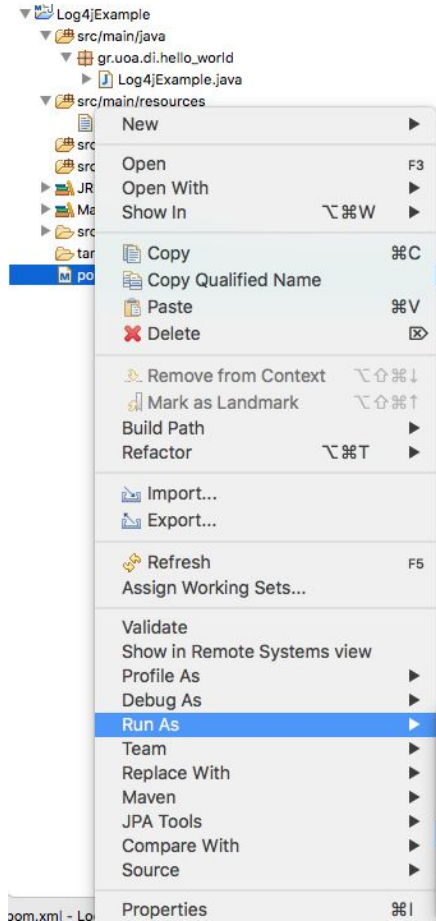 Log4jExample
src/main/java
gr.uoa.di.hello_world
Log4jExample.java
src/main/resources
src
src
JR
Ma
src
tar
po
New
Open F3
Open With
Show In ⌥⌘W
Copy ⌘C
Copy Qualified Name
Paste ⌘V
Delete ⌦
Remove from Context ⌥⇧⌘↓
Mark as Landmark ⌥⇧⌘↑
Build Path
Refactor ⌥⌘T
Import...
Export...
Refresh F5
Assign Working Sets...
Validate
Show in Remote Systems view
Profile As
Debug As
Run As
Team
Replace With
Maven
JPA Tools
Compare With
Source
Properties ⌘I
pom.xml - Lo